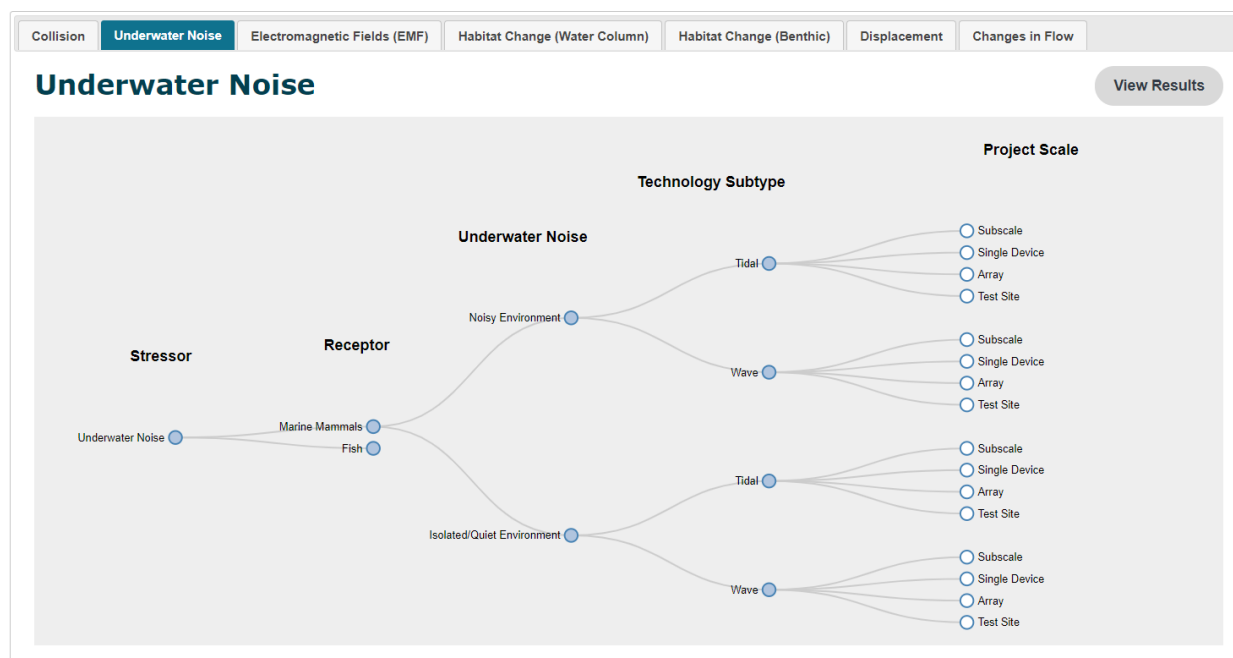 Collision
Underwater Noise
Electromagnetic Fields (EMF)
Habitat Change (Water Column)
Habitat Change (Benthic)
Displacement
Changes in Flow
Underwater Noise
View Results
Project Scale
Technology Subtype
Underwater Noise
Receptor
Stressor
Underwater Noise
Marine Mammals
Fish
Noisy Environment
Isolated/Quiet Environment
Tidal
Wave
Tidal
Wave
Subscale
Single Device
Array
Test Site
Subscale
Single Device
Array
Test Site
Subscale
Single Device
Array
Test Site
Subscale
Single Device
Array
Test Site